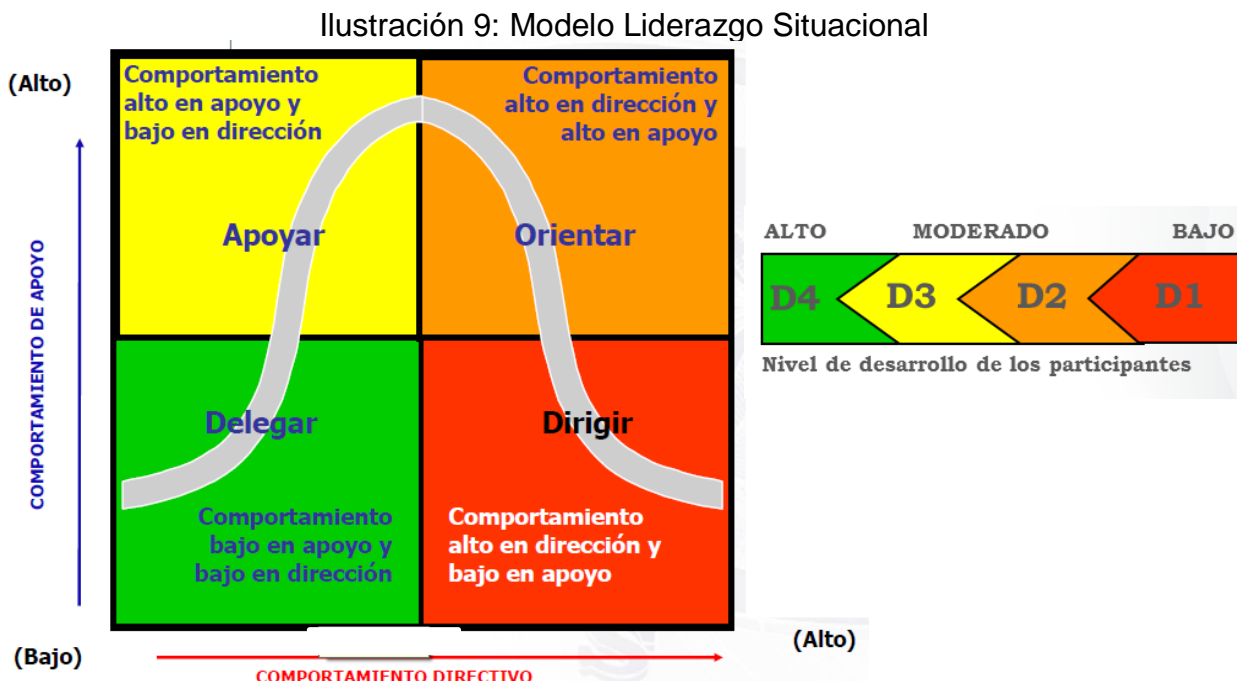 Ilustración 9: Modelo Liderazgo Situacional
(Alto)
COMPORTAMIENTO DE APOYO
(Bajo)
Comportamiento
alto en apoyo y
bajo en dirección
Apoyar
Comportamiento
alto en dirección y
alto en apoyo
Orientar
Delegar
Comportamiento
bajo en apoyo y
bajo en dirección
Dirigir
Comportamiento
alto en dirección y
bajo en apoyo
COMPORTAMIENTO DIRECTIVO
(Alto)
ALTO MODERADO BAJO
D4 D3 D2 D1
Nivel de desarrollo de los participantes